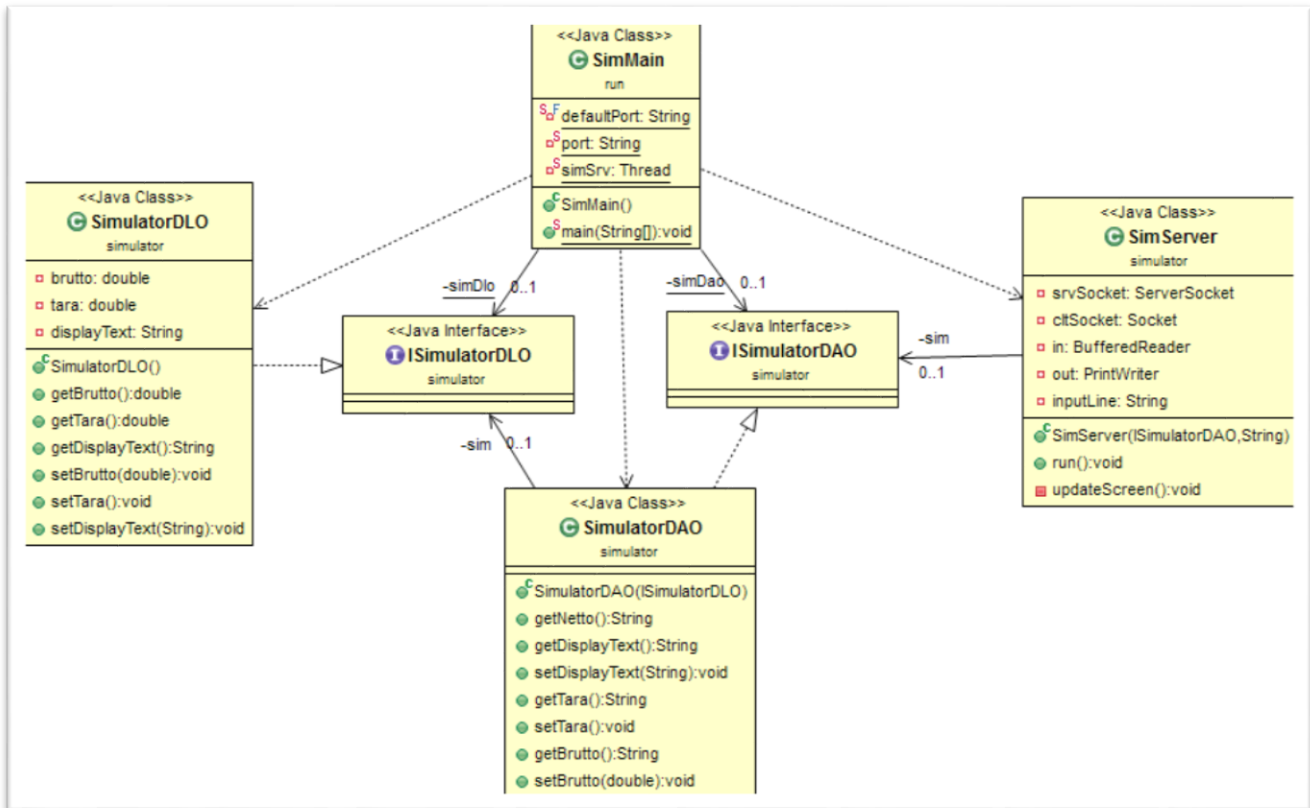 <<Java Class>>
SimMain
run
defaultPort: String
port: String
simSrv: Thread
SimMain()
main(String[]):void
<<Java Class>>
SimulatorDLO
simulator
brutto: double
tara: double
displayText: String
SimulatorDLO()
getBrutto():double
getTara():double
getDisplayText():String
setBrutto(double):void
setTara():void
setDisplayText(String):void
-simDlo 0..1
-simDao 0..1
<<Java Interface>>
ISimulatorDLO
simulator
<<Java Interface>>
ISimulatorDAO
simulator
-sim
0..1
<<Java Class>>
SimServer
simulator
srvSocket: ServerSocket
cltSocket: Socket
in: BufferedReader
out: PrintWriter
inputLine: String
SimServer(ISimulatorDAO,String)
run():void
updateScreen():void
-sim 0..1
<<Java Class>>
SimulatorDAO
simulator
SimulatorDAO(ISimulatorDLO)
getNetto():String
getDisplayText():String
setDisplayText(String):void
getTara():String
setTara():void
getBrutto():String
setBrutto(double):void